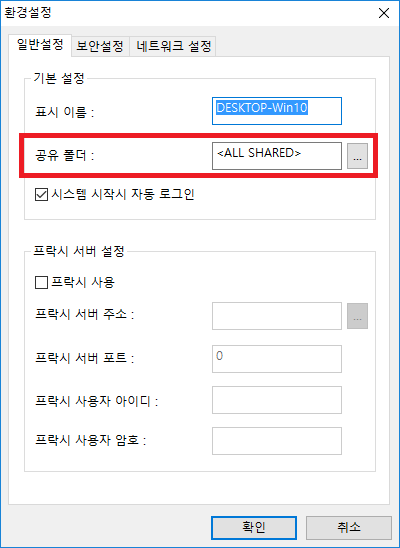 환경설정
일반설정 보안설정 네트워크 설정
기본 설정
표시 이름 : DESKTOP-Win10
공유 폴더 : <ALL SHARED> ...
시스템 시작시 자동 로그인
프락시 서버 설정
프락시 사용
프락시 서버 주소 : ...
프락시 서버 포트 : 0
프락시 사용자 아이디 :
프락시 사용자 암호 :
확인 취소